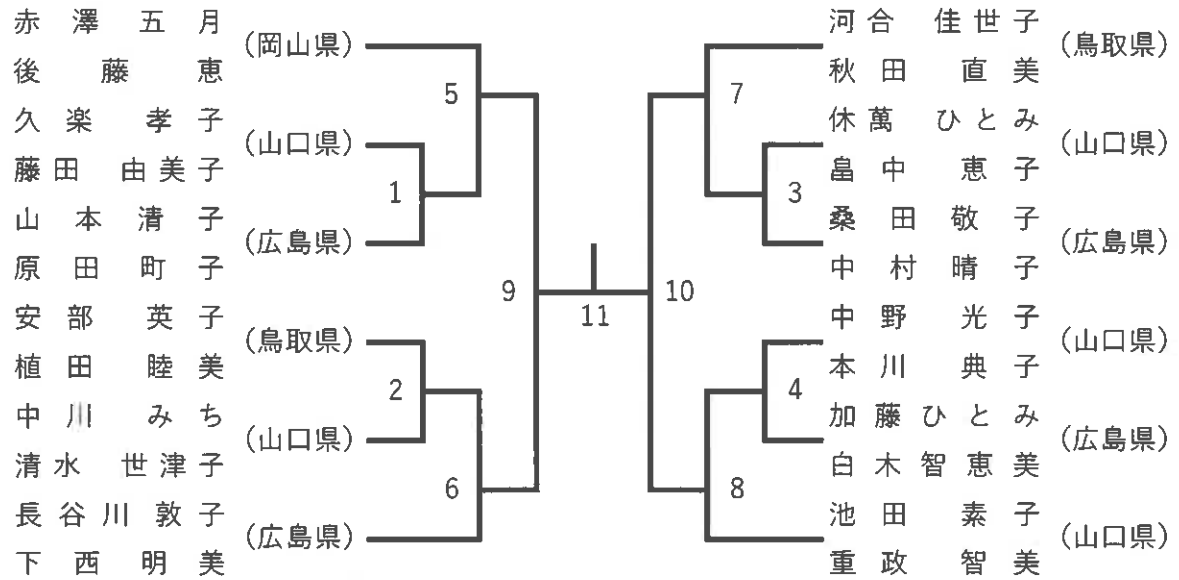 赤澤 五月
(岡山県)
後藤 恵
久楽 孝子
(山口県)
藤田 由美子
山本清子
(広島県)
原田町子
安部 英子
(鳥取県)
植田 睦美
中川 みち
(山口県)
清水 世津子
長谷川敦子
(広島県)
下西明美
5
1
9
2
6
11
河合 佳世子
(鳥取県)
秋田 直美
休萬 ひとみ
(山口県)
畠中 恵子
桑田敬子
(広島県)
中村晴子
中野 光子
(山口県)
本川 典子
加藤ひとみ
(広島県)
白木智恵美
池田 素子
(山口県)
重政 智美
7
3
10
4
8